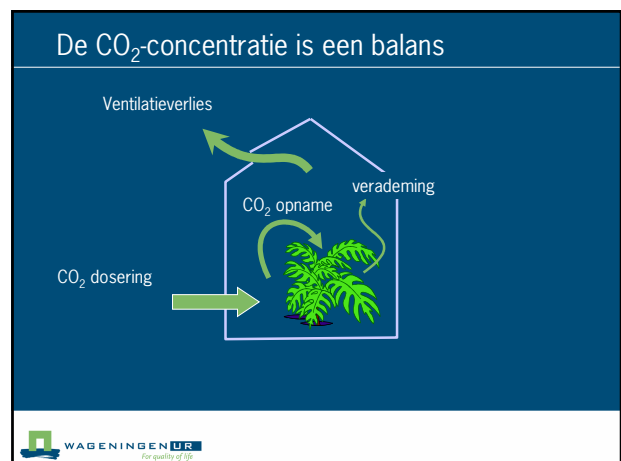 De CO₂-concentratie is een balans
Ventilatieverlies
verademing
CO₂ opname
CO₂ dosering
WAGENINGEN UR
For quality of life